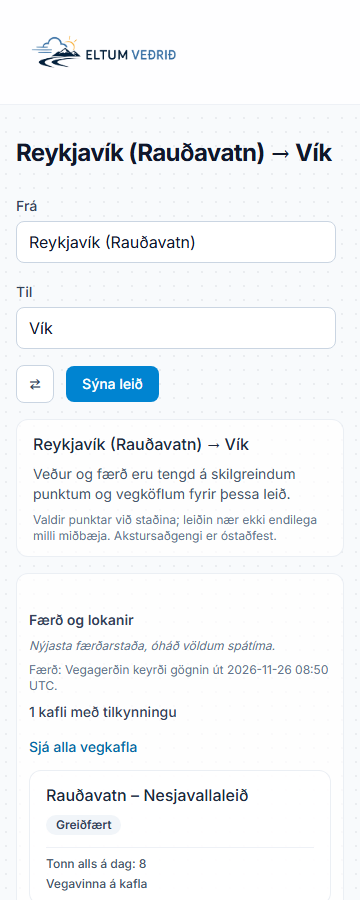 ELTUM VEÐRIÐ
Reykjavík (Rauðavatn) → Vík
Frá
Reykjavík (Rauðavatn)
Til
Vík
⇄ Sýna leið
Reykjavík (Rauðavatn) → Vík
Veður og færð eru tengd á skilgreindum
punktum og vegköflum fyrir þessa leið.
Valdir punktar við staðina; leiðin nær ekki endilega
milli miðbæja. Akstursaðgengi er óstaðfest.
Færð og lokanir
Nýjasta færðarstaða, óháð völdum spátíma.
Færð: Vegagerðin keyrði gögnin út 2026-11-26 08:50
UTC.
1 kafli með tilkynningu
Sjá alla vegkafla
Rauðavatn – Nesjavallaleið
Greiðfært
Tonn alls á dag: 8
Vegavinna á kafla